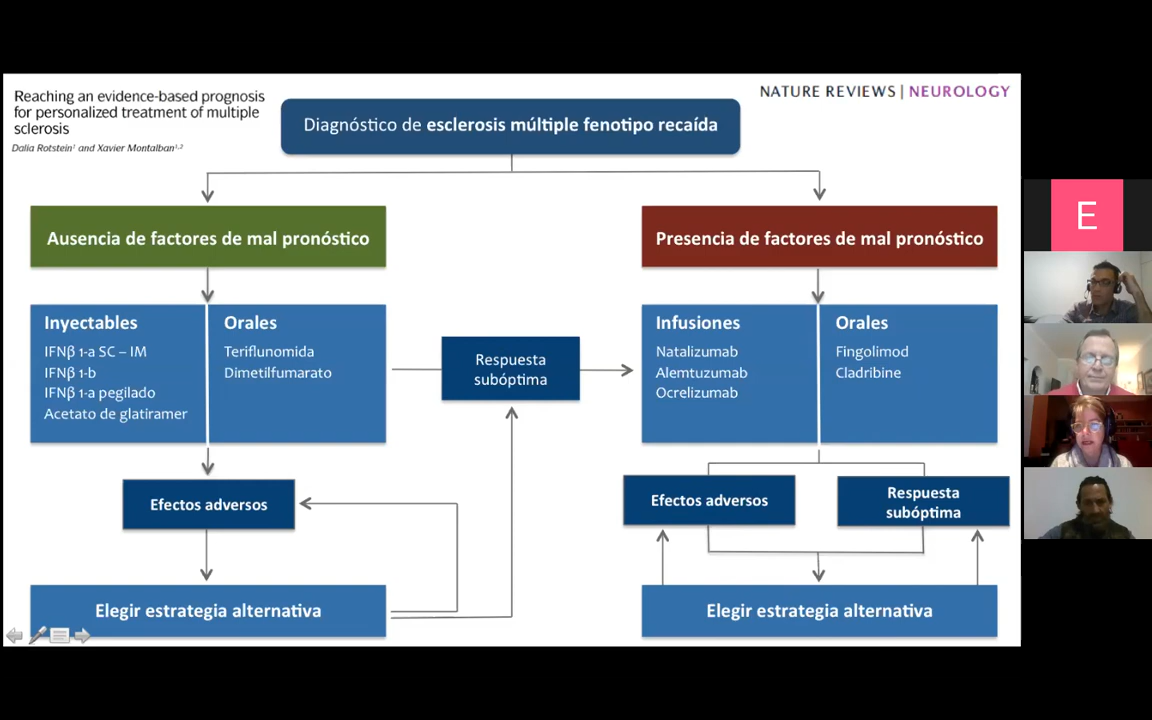 Reaching an evidence-based prognosis
for personalized treatment of multiple
sclerosis
Dalia Rotstein¹ and Xavier Montalban¹,²
NATURE REVIEWS | NEUROLOGY
Diagnóstico de esclerosis múltiple fenotipo recaída
Ausencia de factores de mal pronóstico
Presencia de factores de mal pronóstico
Inyectables
IFNβ 1-a SC – IM
IFNβ 1-b
IFNβ 1-a pegilado
Acetato de glatiramer
Orales
Teriflunomida
Dimetilfumarato
Respuesta
subóptima
Infusiones
Natalizumab
Alemtuzumab
Ocrelizumab
Orales
Fingolimod
Cladribine
Efectos adversos
Efectos adversos
Respuesta
subóptima
Elegir estrategia alternativa
Elegir estrategia alternativa
E